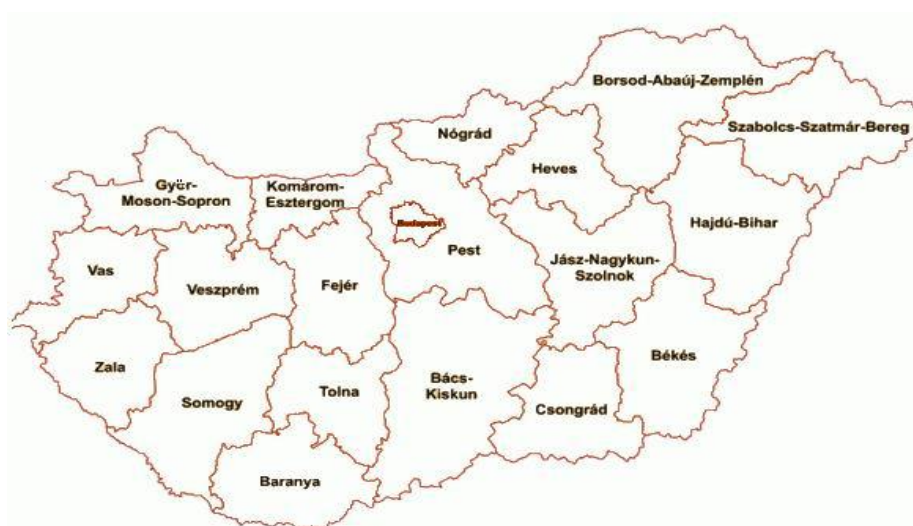 Borsod-Abaúj-Zemplén
Nógrád
Szabolcs-Szatmár-Bereg
Heves
Győr-
Moson-Sopron
Komárom-
Esztergom
Budapest
Hajdú-Bihar
Pest
Jász-Nagykun-
Szolnok
Vas
Veszprém
Fejér
Békés
Zala
Somogy
Tolna
Bács-
Kiskun
Csongrád
Baranya